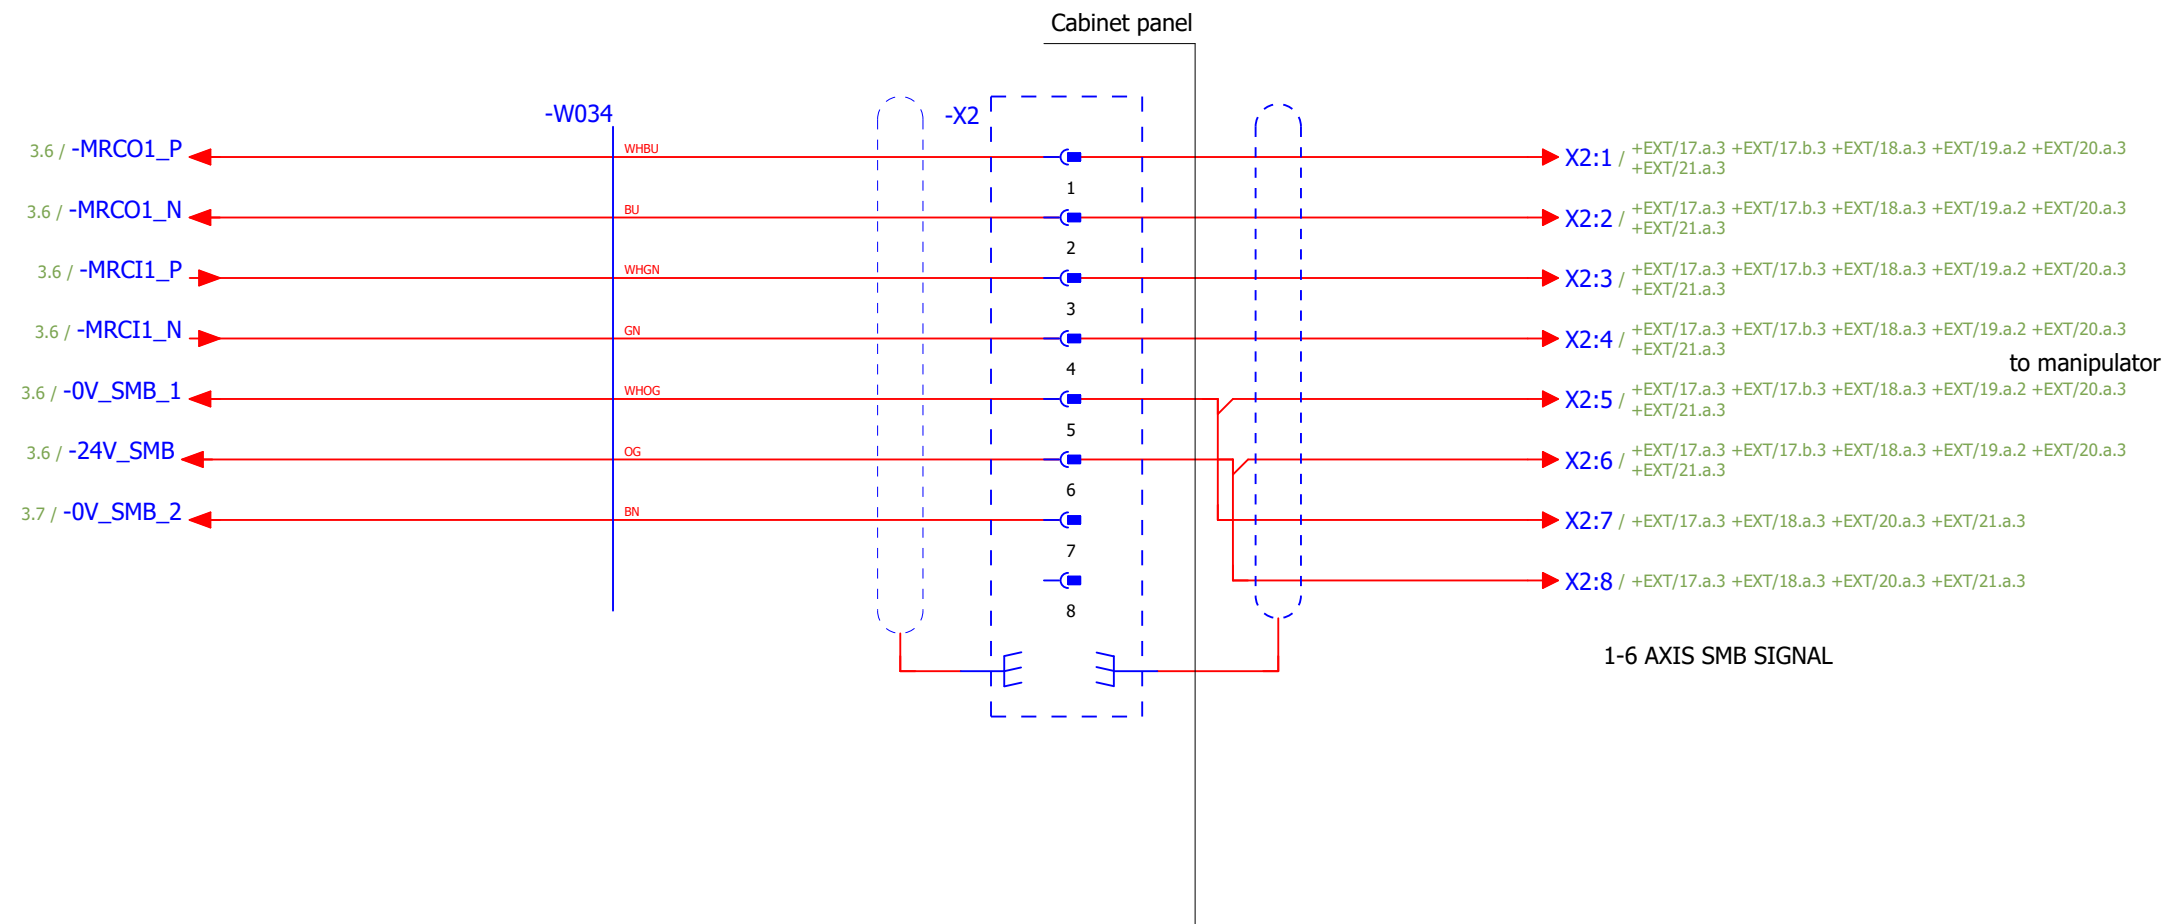 Cabinet panel
-W034
-X2
3.6 / -MRCO1_P
WHBU
1
X2:1 / +EXT/17.a.3 +EXT/17.b.3 +EXT/18.a.3 +EXT/19.a.2 +EXT/20.a.3
+EXT/21.a.3
3.6 / -MRCO1_N
BU
2
X2:2 / +EXT/17.a.3 +EXT/17.b.3 +EXT/18.a.3 +EXT/19.a.2 +EXT/20.a.3
+EXT/21.a.3
3.6 / -MRCI1_P
WHGN
3
X2:3 / +EXT/17.a.3 +EXT/17.b.3 +EXT/18.a.3 +EXT/19.a.2 +EXT/20.a.3
+EXT/21.a.3
3.6 / -MRCI1_N
GN
4
X2:4 / +EXT/17.a.3 +EXT/17.b.3 +EXT/18.a.3 +EXT/19.a.2 +EXT/20.a.3
+EXT/21.a.3
to manipulator
3.6 / -0V_SMB_1
WHOG
5
X2:5 / +EXT/17.a.3 +EXT/17.b.3 +EXT/18.a.3 +EXT/19.a.2 +EXT/20.a.3
+EXT/21.a.3
3.6 / -24V_SMB
OG
6
X2:6 / +EXT/17.a.3 +EXT/17.b.3 +EXT/18.a.3 +EXT/19.a.2 +EXT/20.a.3
+EXT/21.a.3
3.7 / -0V_SMB_2
BN
7
X2:7 / +EXT/17.a.3 +EXT/18.a.3 +EXT/20.a.3 +EXT/21.a.3
8
X2:8 / +EXT/17.a.3 +EXT/18.a.3 +EXT/20.a.3 +EXT/21.a.3
1-6 AXIS SMB SIGNAL